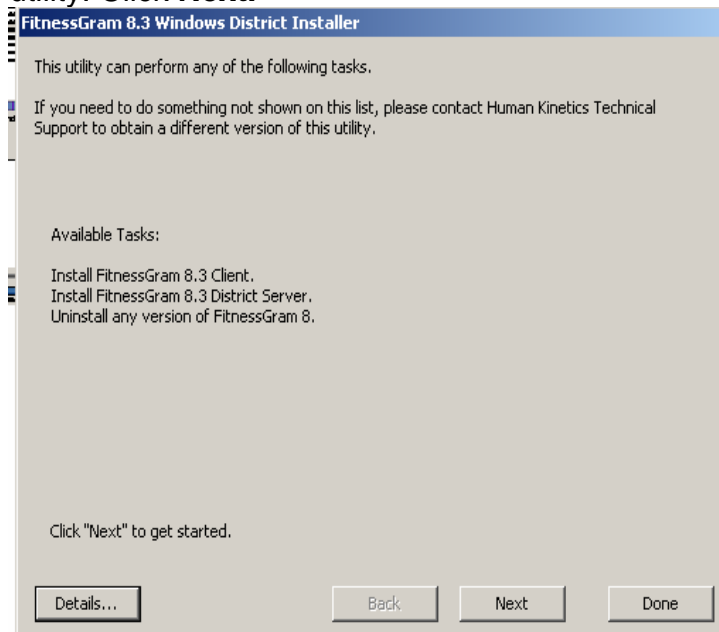 utility. Click Next.
FitnessGram 8.3 Windows District Installer
This utility can perform any of the following tasks.
If you need to do something not shown on this list, please contact Human Kinetics Technical
Support to obtain a different version of this utility.
Available Tasks:
Install FitnessGram 8.3 Client.
Install FitnessGram 8.3 District Server.
Uninstall any version of FitnessGram 8.
Click "Next" to get started.
Details...
Back
Next
Done